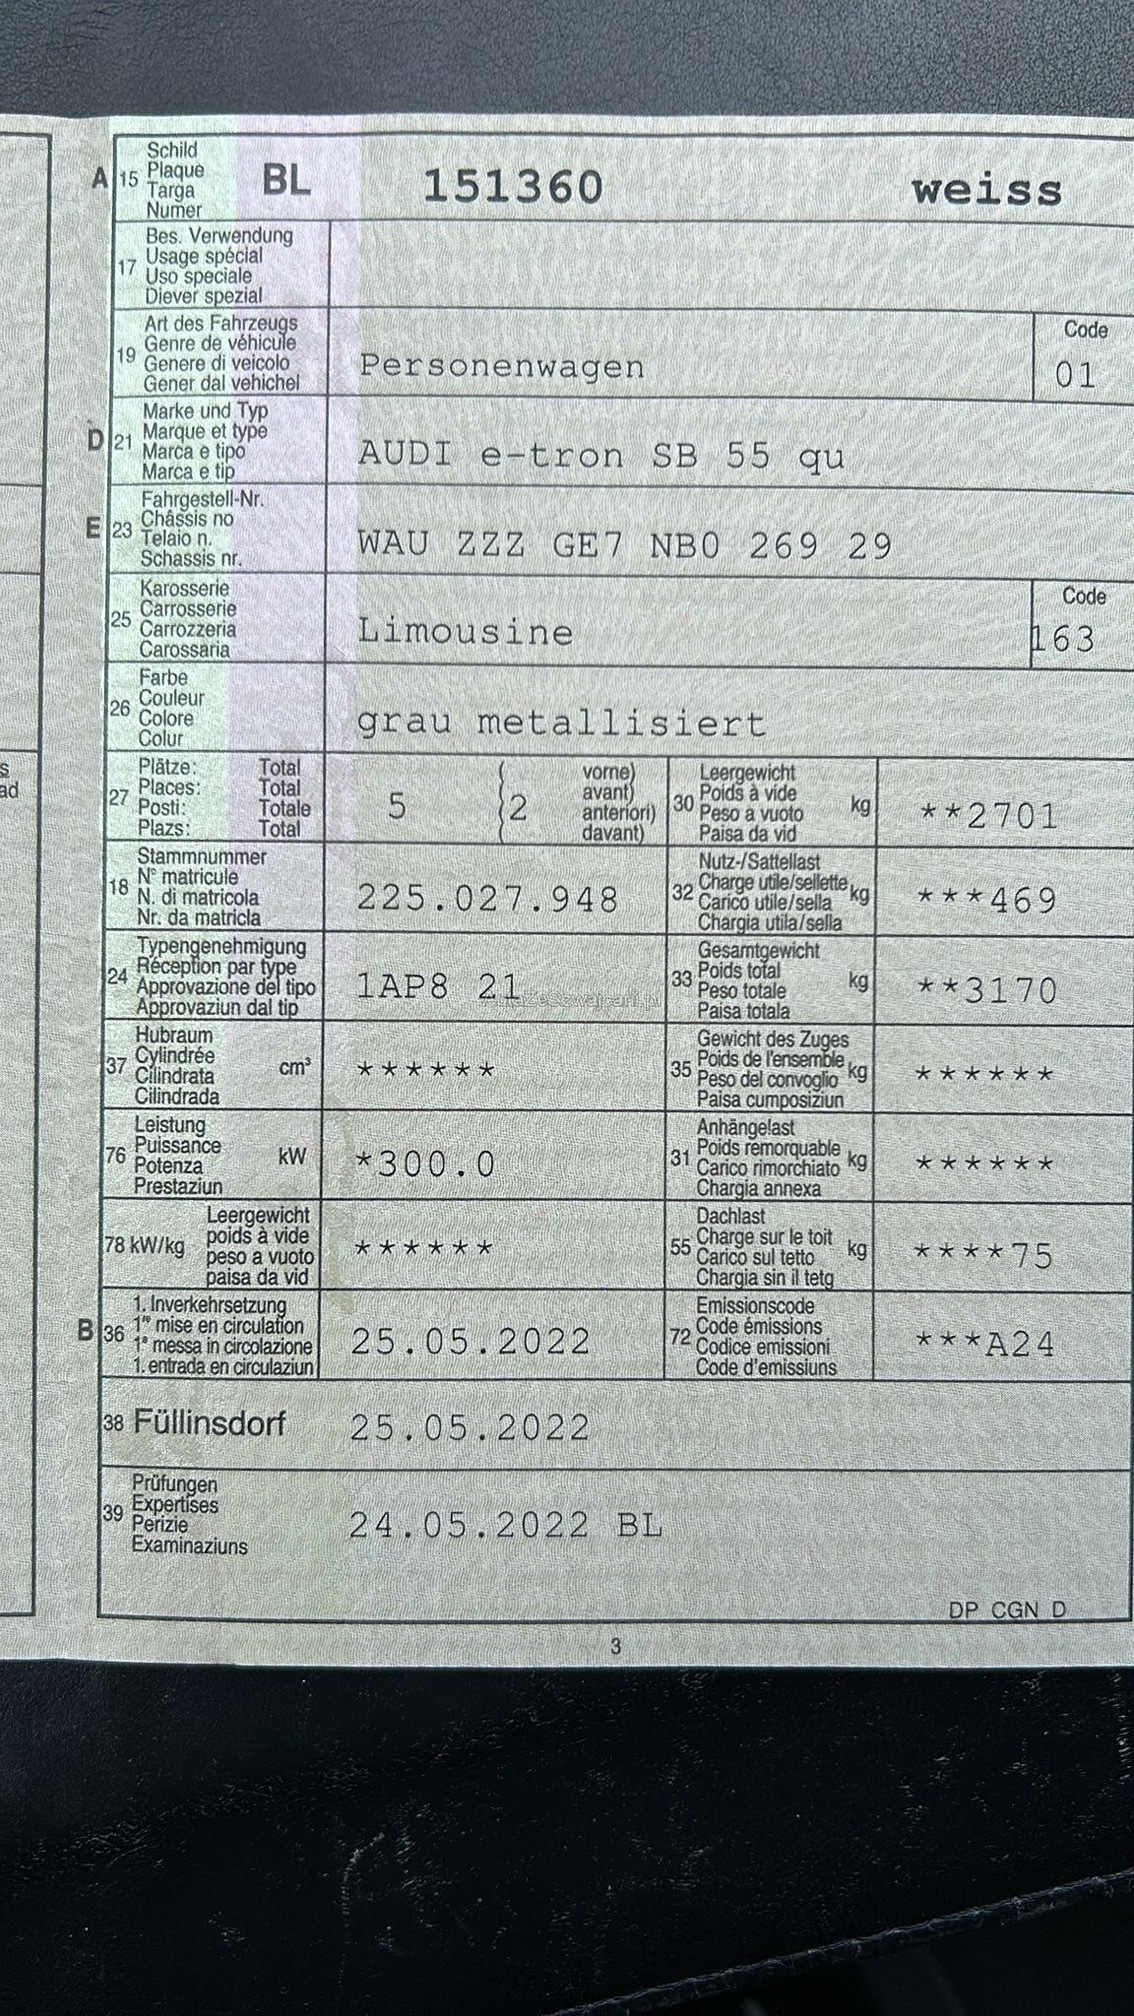 A 15 Schild Plaque Targa Numer BL 151360 weiss
17 Bes. Verwendung
Usage spécial
Uso speciale
Diever spezial
19 Art des Fahrzeugs
Genre de véhicule
Genere di veicolo
Gener dal vehichel
Personenwagen
Code
01
D 21 Marke und Typ
Marque et type
Marca e tipo
Marca e tip
AUDI e-tron SB 55 qu
E 23 Fahrgestell-Nr.
Châssis no
Telaio n.
Schassis nr.
WAU ZZZ GE7 NB0 269 29
25 Karosserie
Carrosserie
Carrozzeria
Carossaria
Limousine
Code
163
26 Farbe
Couleur
Colore
Colur
grau metallisiert
27 Plätze: Total
Places: Total
Posti: Totale
Plazs: Total
5 (2 vorne)
avant)
anteriori)
davant)
30 Leergewicht
Poids à vide
Peso a vuoto
Paisa da vid
kg
**2701
18 Stammnummer
N° matricule
N. di matricola
Nr. da matricla
225.027.948
32 Nutz-/Sattellast
Charge utile/sellette
Carico utile/sella
Chargia utila/sella
kg
***469
24 Typengenehmigung
Réception par type
Approvazione del tipo
Approvaziun dal tip
1AP8 21
33 Gesamtgewicht
Poids total
Peso totale
Paisa totala
kg
**3170
37 Hubraum
Cylindrée
Cilindrata
Cilindrada
cm³
******
35 Gewicht des Zuges
Poids de l'ensemble
Peso del convoglio
Paisa cumposiziun
kg
******
76 Leistung
Puissance
Potenza
Prestaziun
kW
*300.0
31 Anhängelast
Poids remorquable
Carico rimorchiato
Chargia annexa
kg
******
78 kW/kg Leergewicht
poids à vide
peso a vuoto
paisa da vid
******
55 Dachlast
Charge sur le toit
Carico sul tetto
Chargia sin il tetg
kg
****75
B 36 1. Inverkehrsetzung
1re mise en circulation
1a messa in circolazione
1. entrada en circulaziun
25.05.2022
72 Emissionscode
Code émissions
Codice emissioni
Code d'emissiuns
***A24
38 Füllinsdorf 25.05.2022
39 Prüfungen
Expertises
Perizie
Examinaziuns
24.05.2022 BL
DP CGN D
3